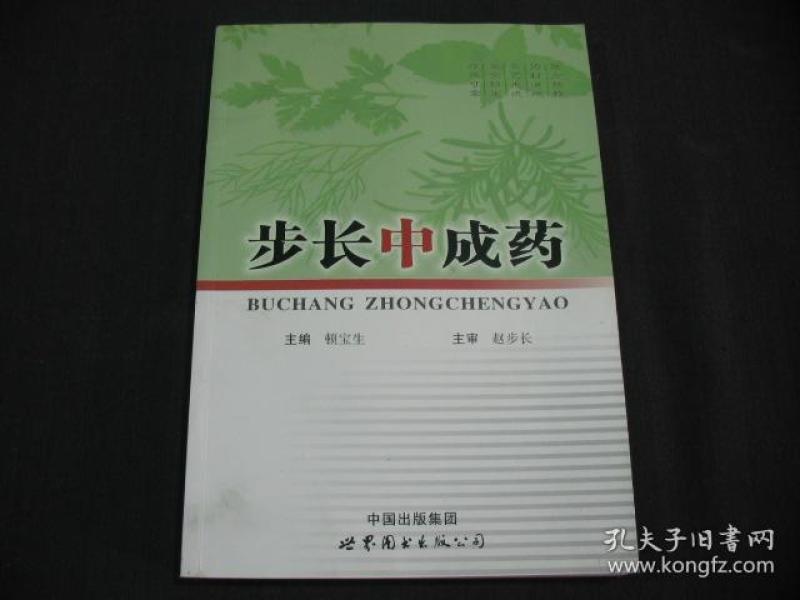 步长中成药
BUCHANG ZHONGCHENGYAO
主编 顿宝生 主审 赵步长
中国出版集团
世界图书出版公司
孔夫子旧书网
www.kongfz.com